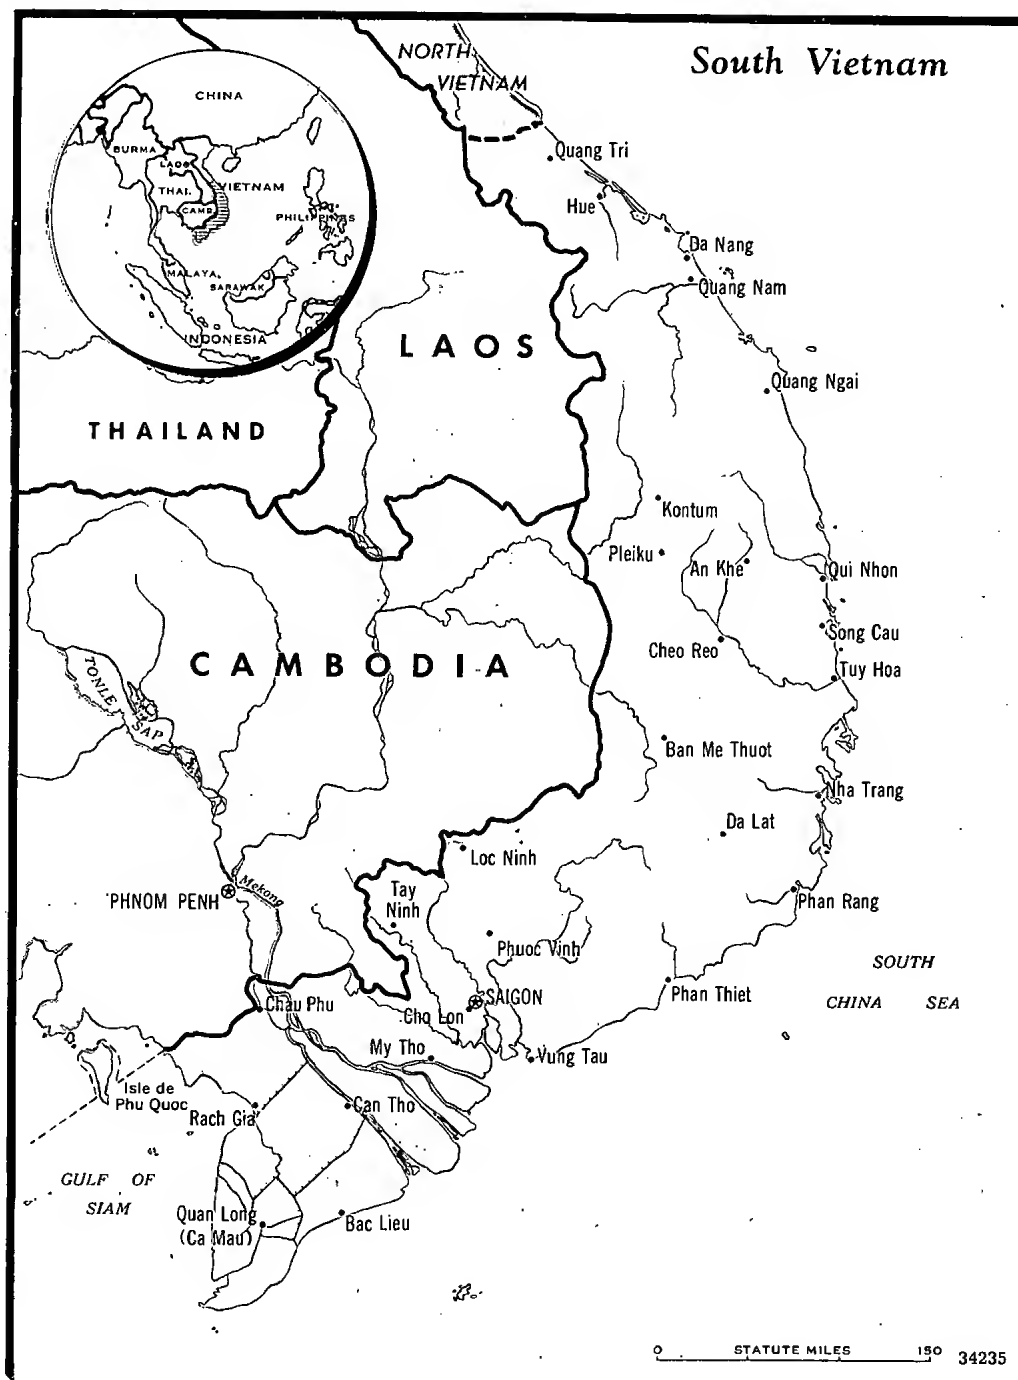 South Vietnam
NORTH
VIETNAM
CHINA
BURMA
LAOS
THAI.
VIETNAM
CAMB.
PHILIPPINES
MALAYA
SARAWAK
INDONESIA
Quang Tri
Hue
Da Nang
Quang Nam
LAOS
Quang Ngai
THAILAND
Kontum
Pleiku
An Khe
Qui Nhon
Song Cau
Cheo Reo
Tuy Hoa
CAMBODIA
TONLE
SAP
Ban Me Thuot
Nha Trang
Da Lat
Loc Ninh
Mekong
PHNOM PENH
Tay
Ninh
Phan Rang
Phuoc Vinh
SOUTH
CHINA SEA
Phan Thiet
SAIGON
Chau Phu
Cho Lon
My Tho
Vung Tau
Isle de
Phu Quoc
Rach Gia
Can Tho
GULF OF
SIAM
Quan Long
(Ca Mau)
Bac Lieu
0 STATUTE MILES 150
34235